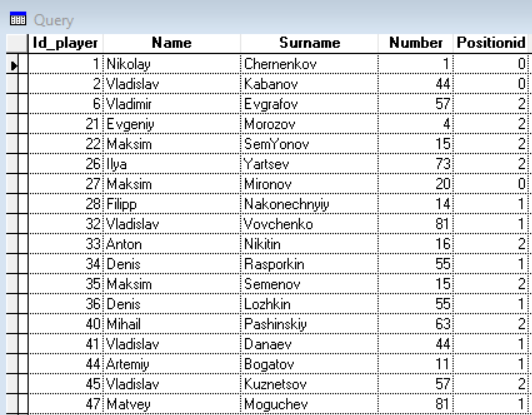 Query
Id_player Name Surname Number Positionid
1 Nikolay Chernenkov 1 0
2 Vladislav Kabanov 44 0
6 Vladimir Evgrafov 57 2
21 Evgeniy Morozov 4 2
22 Maksim SemYonov 15 2
26 Ilya Yartsev 73 2
27 Maksim Mironov 20 0
28 Filipp Nakonechnyiy 14 1
32 Vladislav Vovchenko 81 1
33 Anton Nikitin 16 2
34 Denis Rasporkin 55 1
35 Maksim Semenov 15 2
36 Denis Lozhkin 55 1
40 Mihail Pashinskiy 63 2
41 Vladislav Danaev 44 1
44 Artemiy Bogatov 11 1
45 Vladislav Kuznetsov 57 2
47 Matvey Moguchev 81 1